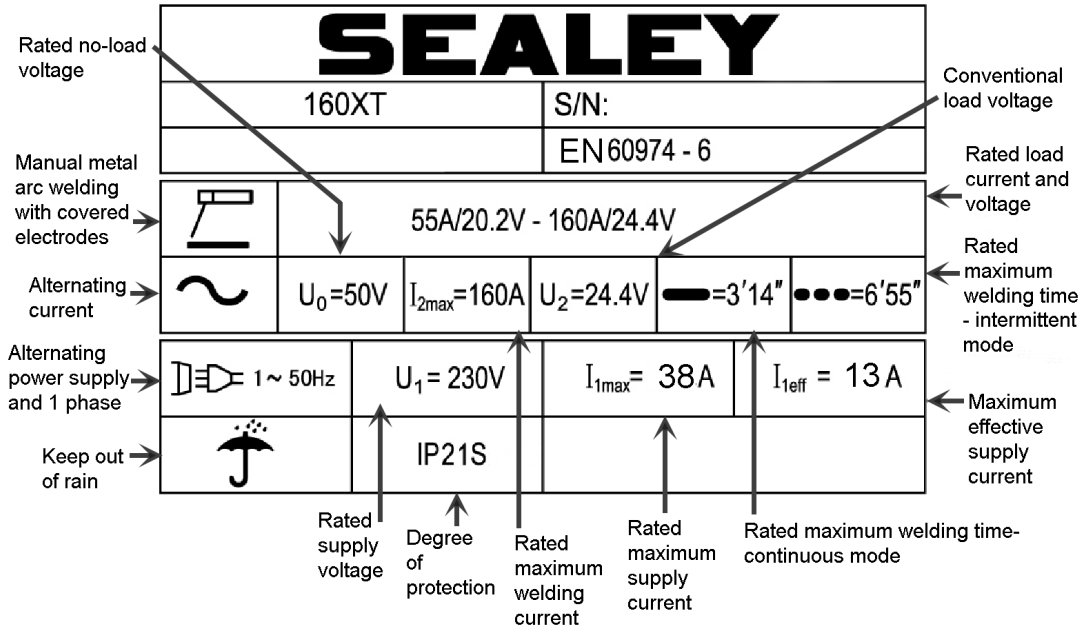 SEALEY
160XT
S/N:
EN 60974 - 6
55A/20.2V - 160A/24.4V
U0=50V
I2max=160A
U2=24.4V
=3′14″
=6′55″
1~ 50Hz
U1= 230V
I1max= 38A
I1eff = 13A
IP21S
Rated no-load
voltage
Manual metal
arc welding
with covered
electrodes
Alternating
current
Alternating
power supply
and 1 phase
Keep out
of rain
Conventional
load voltage
Rated load
current and
voltage
Rated
maximum
welding time
- intermittent
mode
Maximum
effective
supply
current
Rated
supply
voltage
Degree
of
protection
Rated
maximum
welding
current
Rated
maximum
supply
current
Rated maximum welding time-
continuous mode